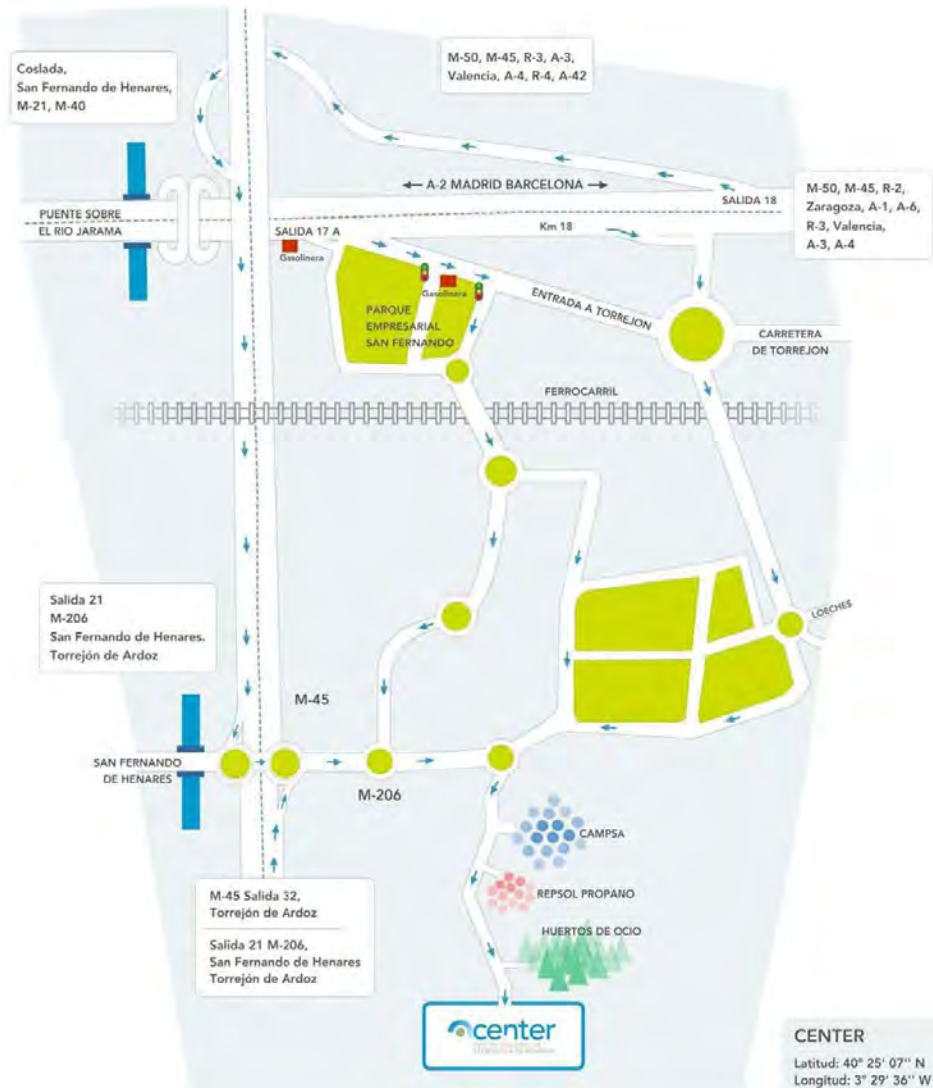 M-50, M-45, R-3, A-3,
Valencia, A-4, R-4, A-42
Coslada,
San Fernando de Henares,
M-21, M-40
← A-2 MADRID BARCELONA →
M-50, M-45, R-2,
Zaragoza, A-1, A-6,
R-3, Valencia,
A-3, A-4
SALIDA 18
PUENTE SOBRE
EL RIO JARAMA
SALIDA 17 A
Km 18
Gasolinera
Gasolinera
ENTRADA A TORREJON
PARQUE
EMPRESARIAL
SAN FERNANDO
CARRETERA
DE TORREJON
FERROCARRIL
Salida 21
M-206
San Fernando de Henares.
Torrejón de Ardoz
LOECHES
M-45
SAN FERNANDO
DE HENARES
M-206
CAMPSA
REPSOL PROPANO
HUERTOS DE OCIO
M-45 Salida 32,
Torrejón de Ardoz
Salida 21 M-206,
San Fernando de Henares
Torrejón de Ardoz
center
CENTER
Latitud: 40° 25' 07'' N
Longitud: 3° 29' 36'' W